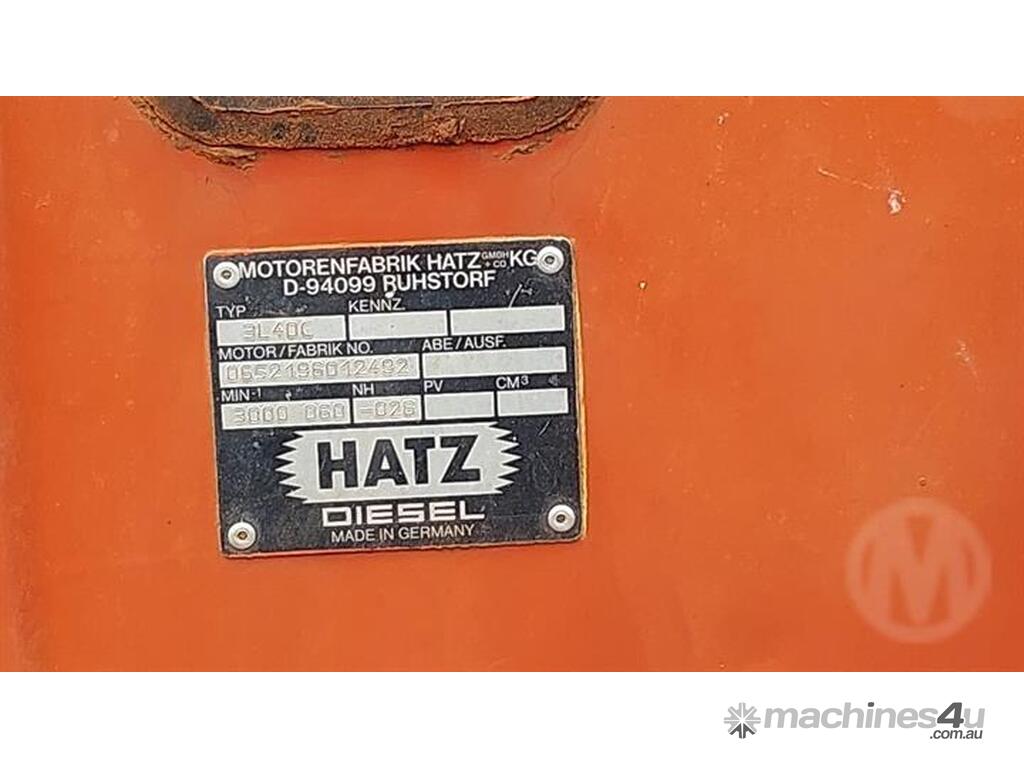 MOTORENFABRIK HATZ GMBH + CO KG
D-94099 RUHSTORF
TYP KENNZ.
3L40C
MOTOR/FABRIK NO. ABE/AUSF.
0652196012492
MIN-1 NH PV CM³
3000 060 -026
HATZ
DIESEL
MADE IN GERMANY
M
machines4u
.com.au